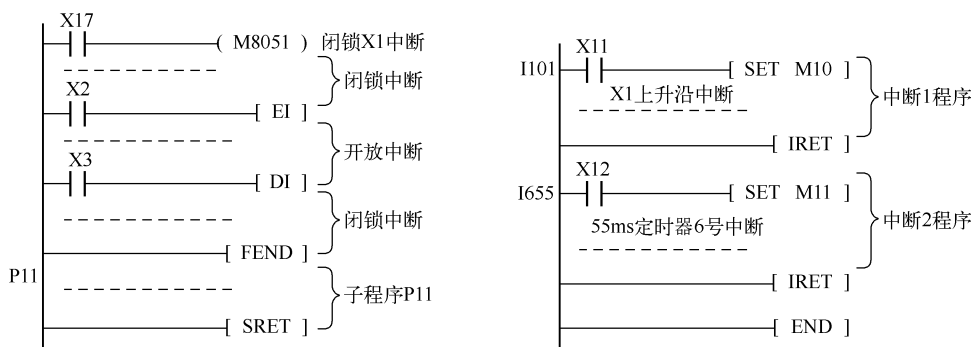 X17
( M8051 ) 闭锁X1中断
闭锁中断
X2
[ EI ]
开放中断
X3
[ DI ]
闭锁中断
[ FEND ]
P11
子程序P11
[ SRET ]
X11
I101
[ SET M10 ]
X1上升沿中断
中断1程序
[ IRET ]
X12
I655
[ SET M11 ]
55ms定时器6号中断
中断2程序
[ IRET ]
[ END ]